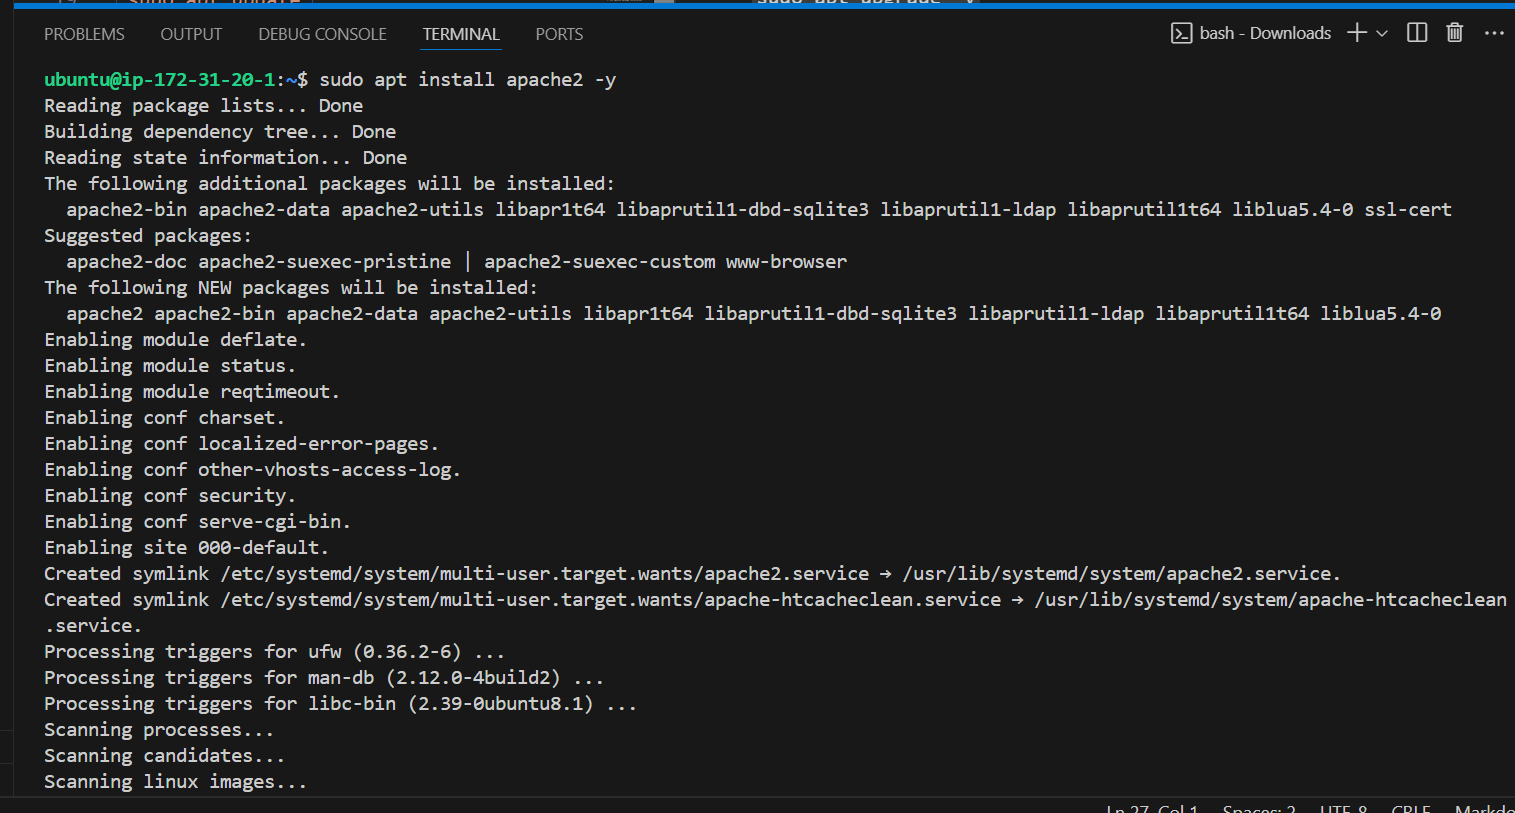 PROBLEMS OUTPUT DEBUG CONSOLE TERMINAL PORTS bash - Downloads
ubuntu@ip-172-31-20-1:~$ sudo apt install apache2 -y
Reading package lists... Done
Building dependency tree... Done
Reading state information... Done
The following additional packages will be installed:
apache2-bin apache2-data apache2-utils libapr1t64 libaprutil1-dbd-sqlite3 libaprutil1-ldap libaprutil1t64 liblua5.4-0 ssl-cert
Suggested packages:
apache2-doc apache2-suexec-pristine | apache2-suexec-custom www-browser
The following NEW packages will be installed:
apache2 apache2-bin apache2-data apache2-utils libapr1t64 libaprutil1-dbd-sqlite3 libaprutil1-ldap libaprutil1t64 liblua5.4-0
Enabling module deflate.
Enabling module status.
Enabling module reqtimeout.
Enabling conf charset.
Enabling conf localized-error-pages.
Enabling conf other-vhosts-access-log.
Enabling conf security.
Enabling conf serve-cgi-bin.
Enabling site 000-default.
Created symlink /etc/systemd/system/multi-user.target.wants/apache2.service → /usr/lib/systemd/system/apache2.service.
Created symlink /etc/systemd/system/multi-user.target.wants/apache-htcacheclean.service → /usr/lib/systemd/system/apache-htcacheclean
.service.
Processing triggers for ufw (0.36.2-6) ...
Processing triggers for man-db (2.12.0-4build2) ...
Processing triggers for libc-bin (2.39-0ubuntu8.1) ...
Scanning processes...
Scanning candidates...
Scanning linux images...
Ln 27, Col 1 Spaces: 2 UTF-8 CRLF